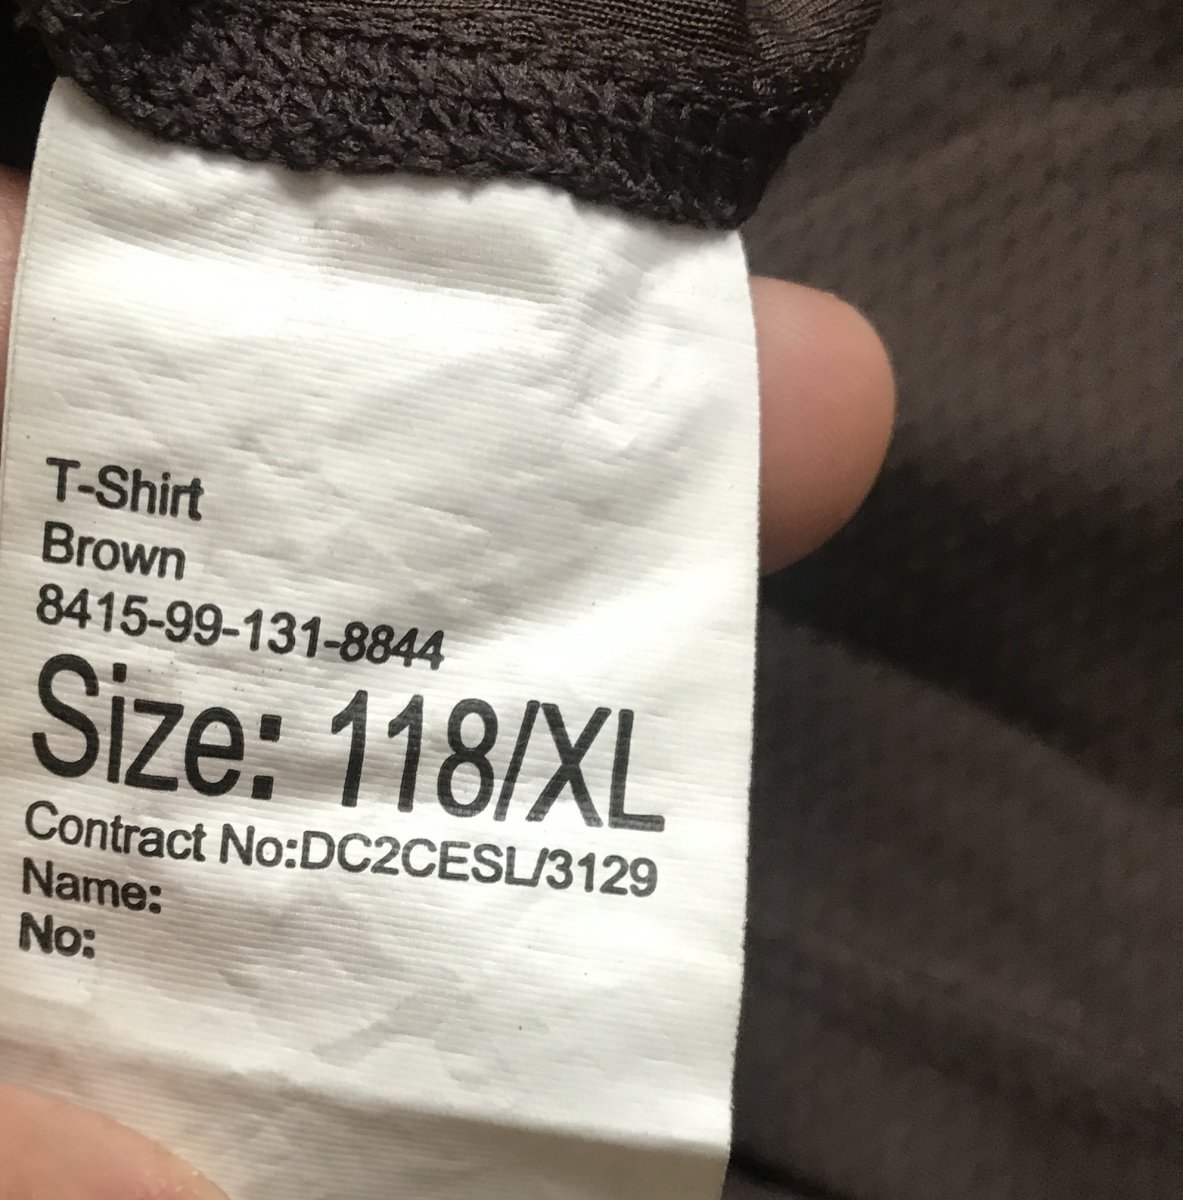 T-Shirt
Brown
8415-99-131-8844
Size: 118/XL
Contract No:DC2CESL/3129
Name:
No: